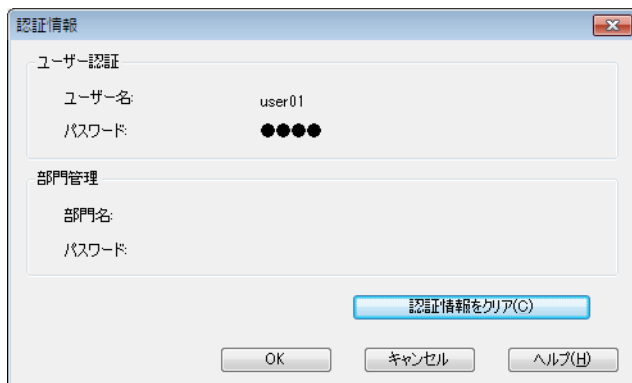 認証情報
ユーザー認証
ユーザー名: user01
パスワード: ●●●●
部門管理
部門名:
パスワード:
認証情報をクリア(C)
OK キャンセル ヘルプ(H)